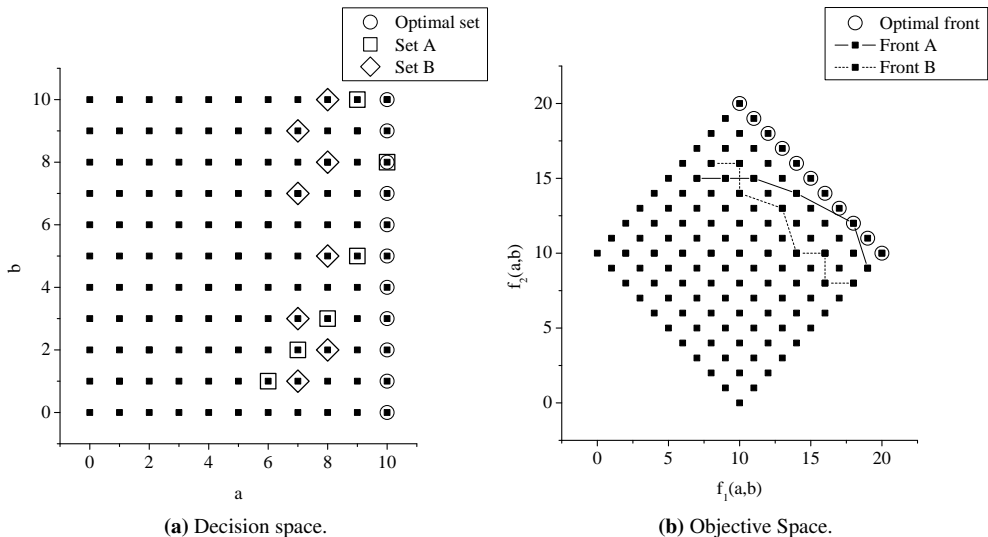 Optimal set
Set A
Set B
10
8
6
4
2
0
b
0 2 4 6 8 10
a
(a) Decision space.
Optimal front
Front A
Front B
20
15
10
5
0
f2(a,b)
0 5 10 15 20
f1(a,b)
(b) Objective Space.